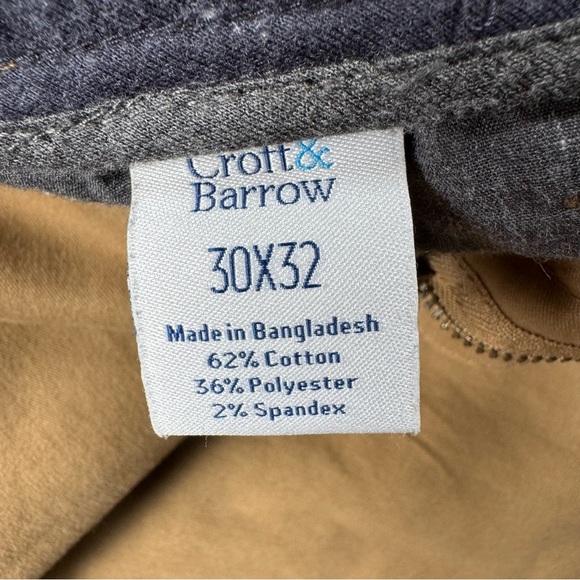 Croft&
Barrow
30X32
Made in Bangladesh
62% Cotton
36% Polyester
2% Spandex